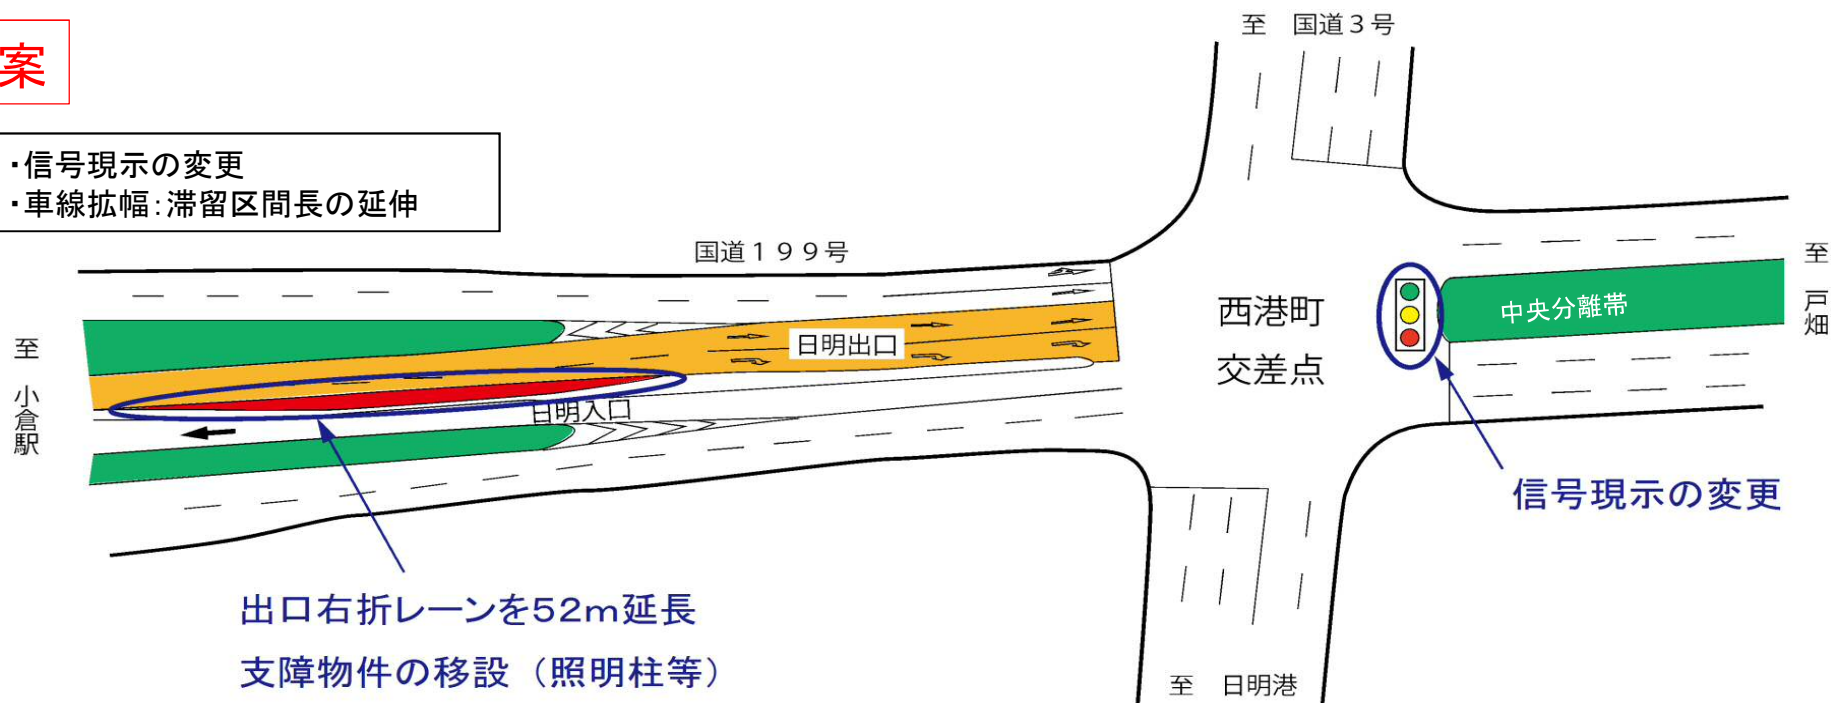 案
・信号現示の変更
・車線拡幅：滞留区間長の延伸
至　国道３号
国道１９９号
至　戸畑
中央分離帯
西港町
交差点
日明出口
日明入口
至　小倉駅
信号現示の変更
出口右折レーンを52m延長
支障物件の移設（照明柱等）
至　日明港